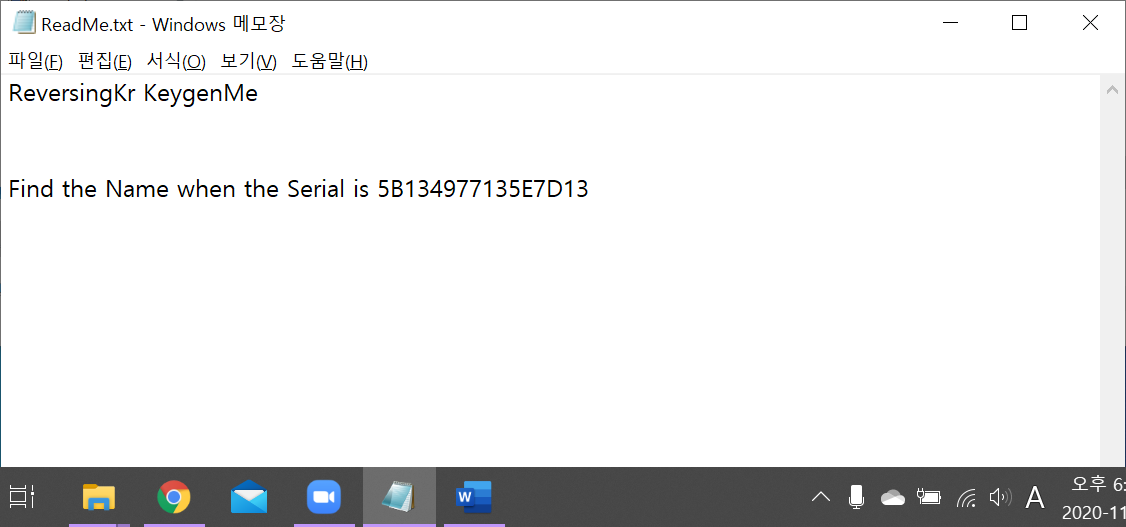 ReadMe.txt - Windows 메모장
파일(F) 편집(E) 서식(O) 보기(V) 도움말(H)
ReversingKr KeygenMe
Find the Name when the Serial is 5B134977135E7D13
A
오후 6:
2020-11